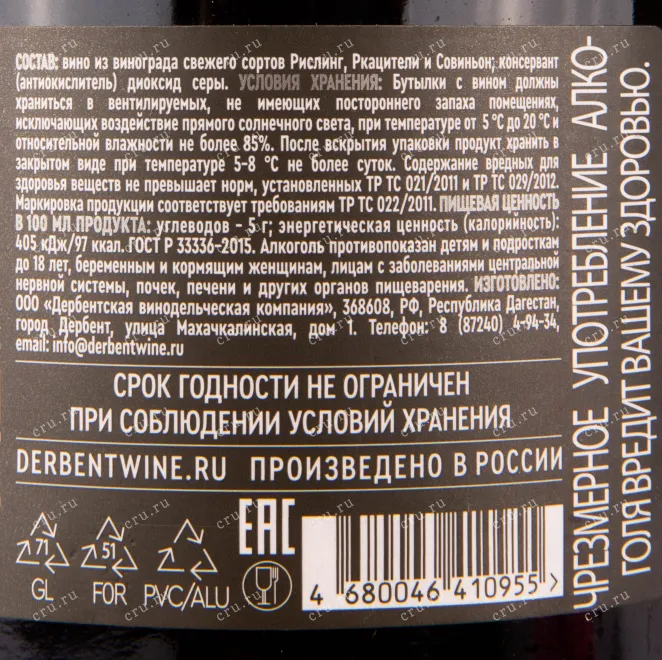 СОСТАВ: вино из винограда свежего сортов Рислинг, Ркацители и Совиньон; консервант
(антиокислитель) диоксид серы. УСЛОВИЯ ХРАНЕНИЯ: Бутылки с вином должны
храниться в вентилируемых, не имеющих постороннего запаха помещениях,
исключающих воздействие прямого солнечного света, при температуре от 5 °С до 20 °С и
относительной влажности не более 85%. После вскрытия упаковки продукт хранить в
закрытом виде при температуре 5-8 °С не более суток. Содержание вредных для
здоровья веществ не превышает норм, установленных ТР ТС 021/2011 и ТР ТС 029/2012.
Маркировка продукции соответствует требованиям ТР ТС 022/2011. ПИЩЕВАЯ ЦЕННОСТЬ
В 100 МЛ ПРОДУКТА: углеводов - 5 г; энергетическая ценность (калорийность):
405 кДж/97 ккал. ГОСТ Р 33336-2015. Алкоголь противопоказан детям и подросткам
до 18 лет, беременным и кормящим женщинам, лицам с заболеваниями центральной
нервной системы, почек, печени и других органов пищеварения. ИЗГОТОВЛЕНО:
ООО «Дербентская винодельческая компания», 368608, РФ, Республика Дагестан,
город Дербент, улица Махачкалинская, дом 1. Телефон: 8 (87240) 4-94-34,
email: info@derbentwine.ru
СРОК ГОДНОСТИ НЕ ОГРАНИЧЕН
ПРИ СОБЛЮДЕНИИ УСЛОВИЙ ХРАНЕНИЯ
DERBENTWINE.RU ПРОИЗВЕДЕНО В РОССИИ
71 51
GL FOR PVC/ALU
EAC
4 680046 410955 >
ЧРЕЗМЕРНОЕ УПОТРЕБЛЕНИЕ АЛКО-
ГОЛЯ ВРЕДИТ ВАШЕМУ ЗДОРОВЬЮ.
cru.ru